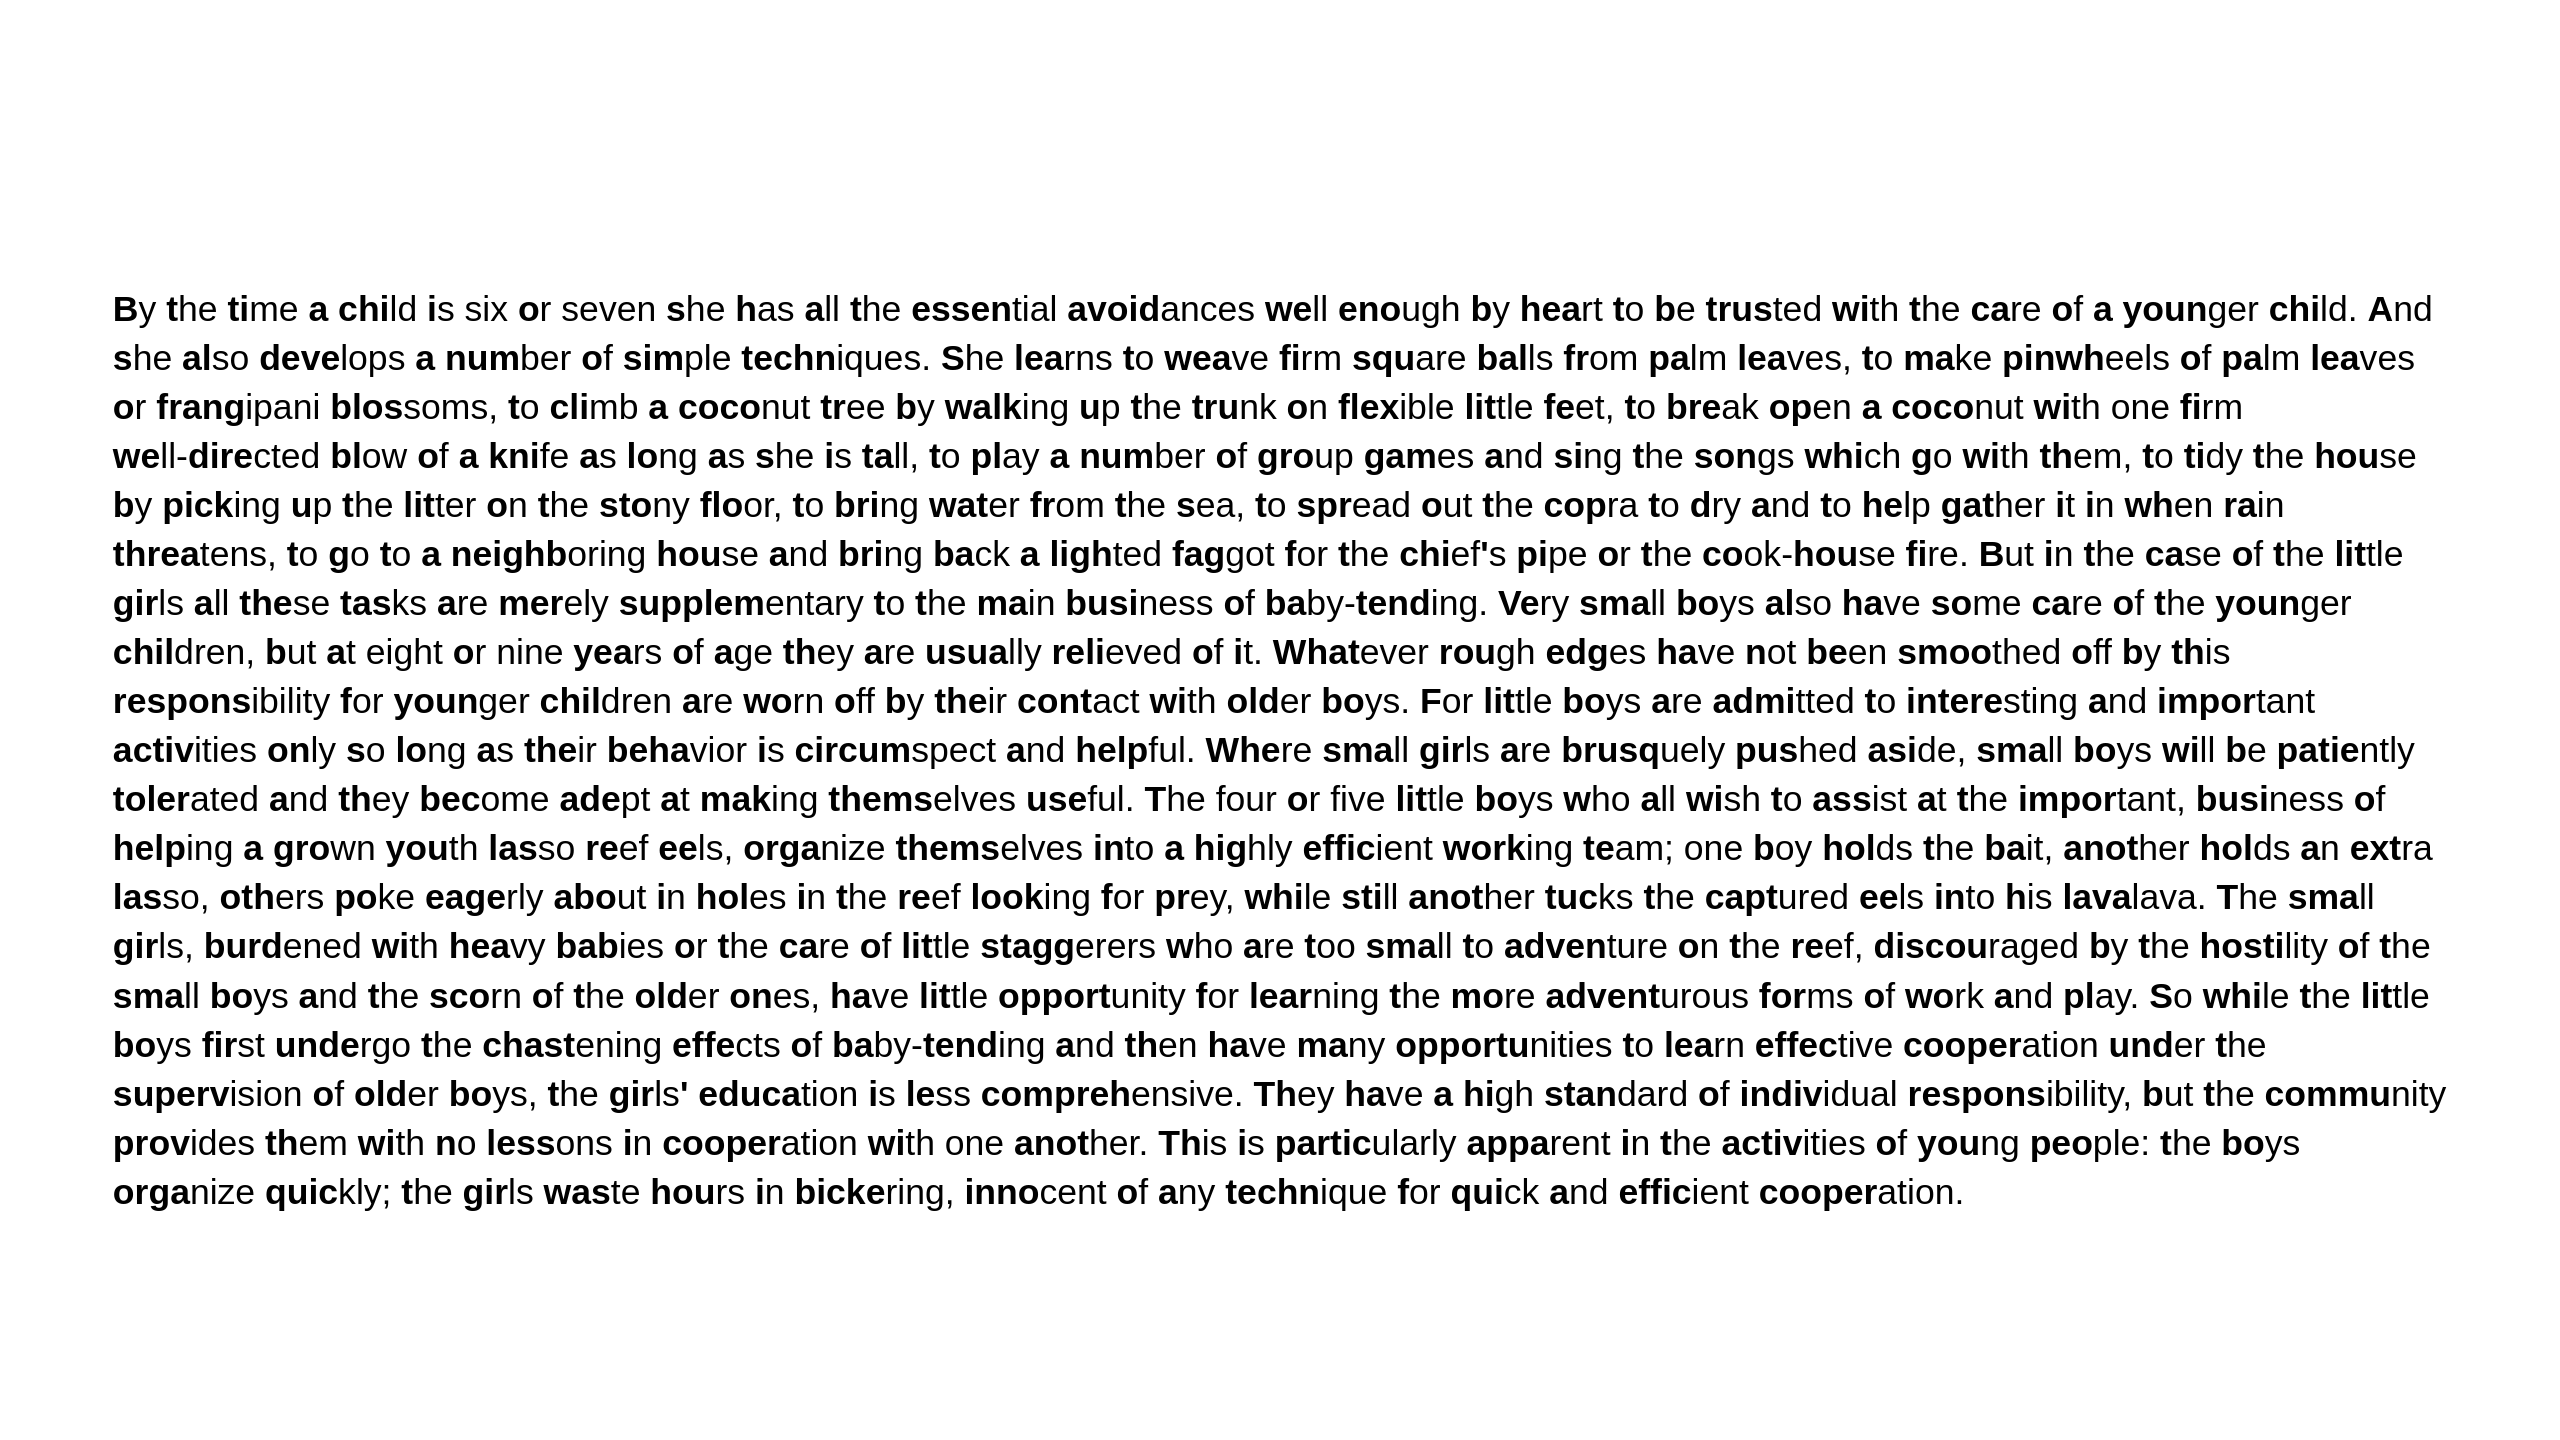 By the time a child is six or seven she has all the essential avoidances well enough by heart to be trusted with the care of a younger child. And
she also develops a number of simple techniques. She learns to weave firm square balls from palm leaves, to make pinwheels of palm leaves
or frangipani blossoms, to climb a coconut tree by walking up the trunk on flexible little feet, to break open a coconut with one firm
well-directed blow of a knife as long as she is tall, to play a number of group games and sing the songs which go with them, to tidy the house
by picking up the litter on the stony floor, to bring water from the sea, to spread out the copra to dry and to help gather it in when rain
threatens, to go to a neighboring house and bring back a lighted faggot for the chief's pipe or the cook-house fire. But in the case of the little
girls all these tasks are merely supplementary to the main business of baby-tending. Very small boys also have some care of the younger
children, but at eight or nine years of age they are usually relieved of it. Whatever rough edges have not been smoothed off by this
responsibility for younger children are worn off by their contact with older boys. For little boys are admitted to interesting and important
activities only so long as their behavior is circumspect and helpful. Where small girls are brusquely pushed aside, small boys will be patiently
tolerated and they become adept at making themselves useful. The four or five little boys who all wish to assist at the important, business of
helping a grown youth lasso reef eels, organize themselves into a highly efficient working team; one boy holds the bait, another holds an extra
lasso, others poke eagerly about in holes in the reef looking for prey, while still another tucks the captured eels into his lavalava. The small
girls, burdened with heavy babies or the care of little staggerers who are too small to adventure on the reef, discouraged by the hostility of the
small boys and the scorn of the older ones, have little opportunity for learning the more adventurous forms of work and play. So while the little
boys first undergo the chastening effects of baby-tending and then have many opportunities to learn effective cooperation under the
supervision of older boys, the girls' education is less comprehensive. They have a high standard of individual responsibility, but the community
provides them with no lessons in cooperation with one another. This is particularly apparent in the activities of young people: the boys
organize quickly; the girls waste hours in bickering, innocent of any technique for quick and efficient cooperation.